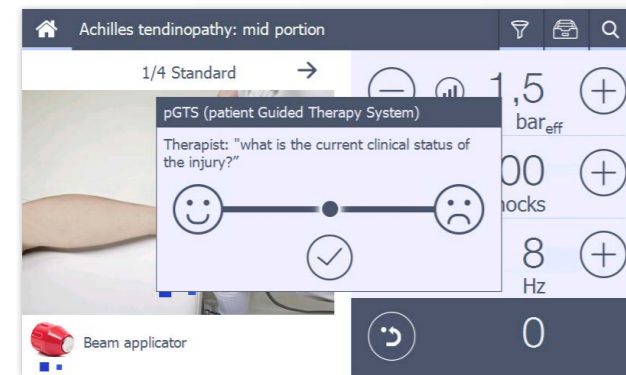 Achilles tendinopathy: mid portion
1/4 Standard
1,5
bar eff
pGTS (patient Guided Therapy System)
Therapist: "what is the current clinical status of
the injury?”
00
hocks
8
Hz
Beam applicator
0